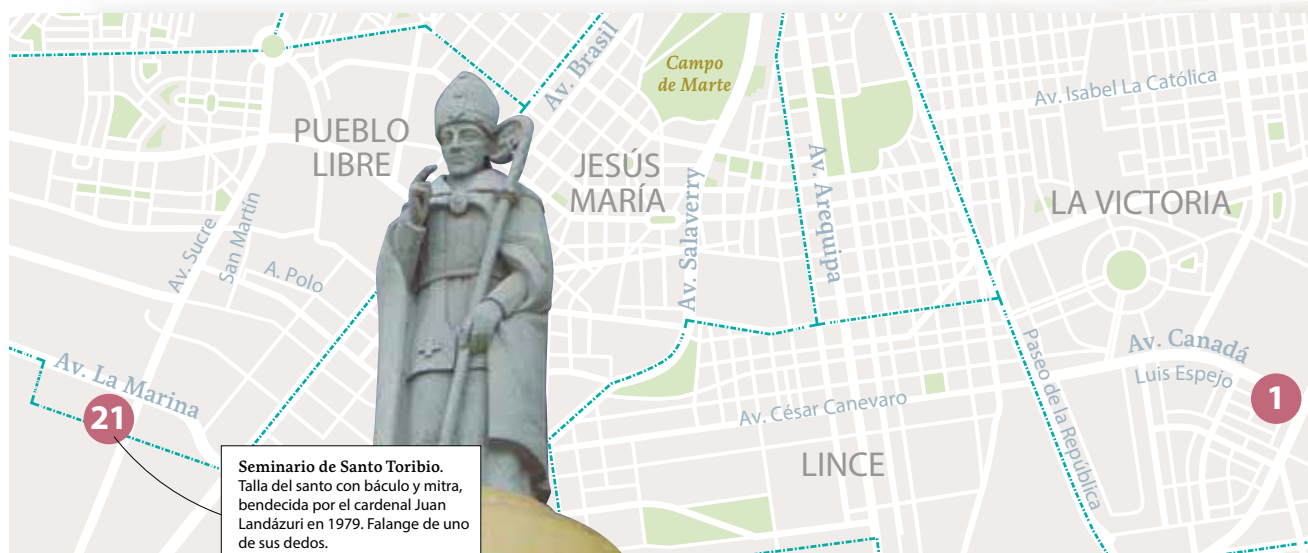 Campo
de Marte
Av. Brasil
Av. Isabel La Católica
PUEBLO
LIBRE
JESÚS
MARÍA
Av. Arequipa
LA VICTORIA
Av. Sucre
San Martín
A. Polo
Av. Salaverry
Av. La Marina
21
Paseo de la República
Av. Canadá
Luis Espejo
1
Av. César Canevaro
LINCE
Seminario de Santo Toribio.
Talla del santo con báculo y mitra,
bendecida por el cardenal Juan
Landázuri en 1979. Falange de uno
de sus dedos.